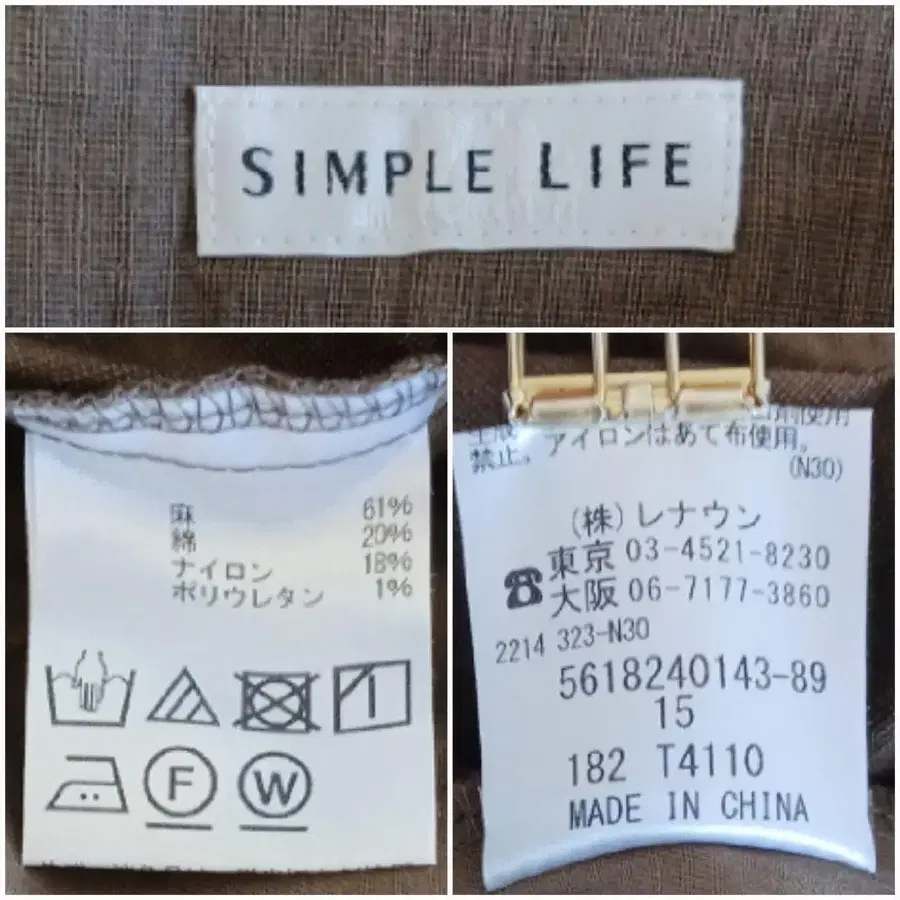 SIMPLE LIFE
麻 61%
綿 20%
ナイロン 18%
ポリウレタン 1%
F W
禁止。アイロンはあて布使用。
(N30)
(株)レナウン
☎ 東京 03-4521-8230
大阪 06-7177-3860
2214 323-N30
5618240143-89
15
182 T4110
MADE IN CHINA